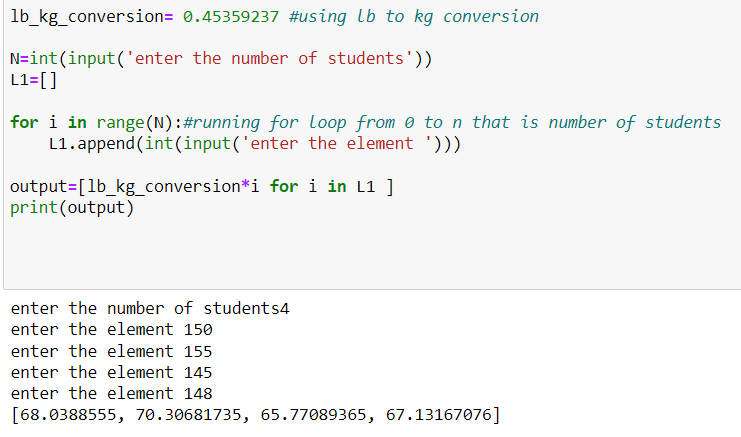 lb_kg_conversion= 0.45359237 #using lb to kg conversion
N=int(input('enter the number of students'))
L1=[]
for i in range(N):#running for loop from 0 to n that is number of students
    L1.append(int(input('enter the element ')))
output=[lb_kg_conversion*i for i in L1 ]
print(output)
enter the number of students4
enter the element 150
enter the element 155
enter the element 145
enter the element 148
[68.0388555, 70.30681735, 65.77089365, 67.13167076]